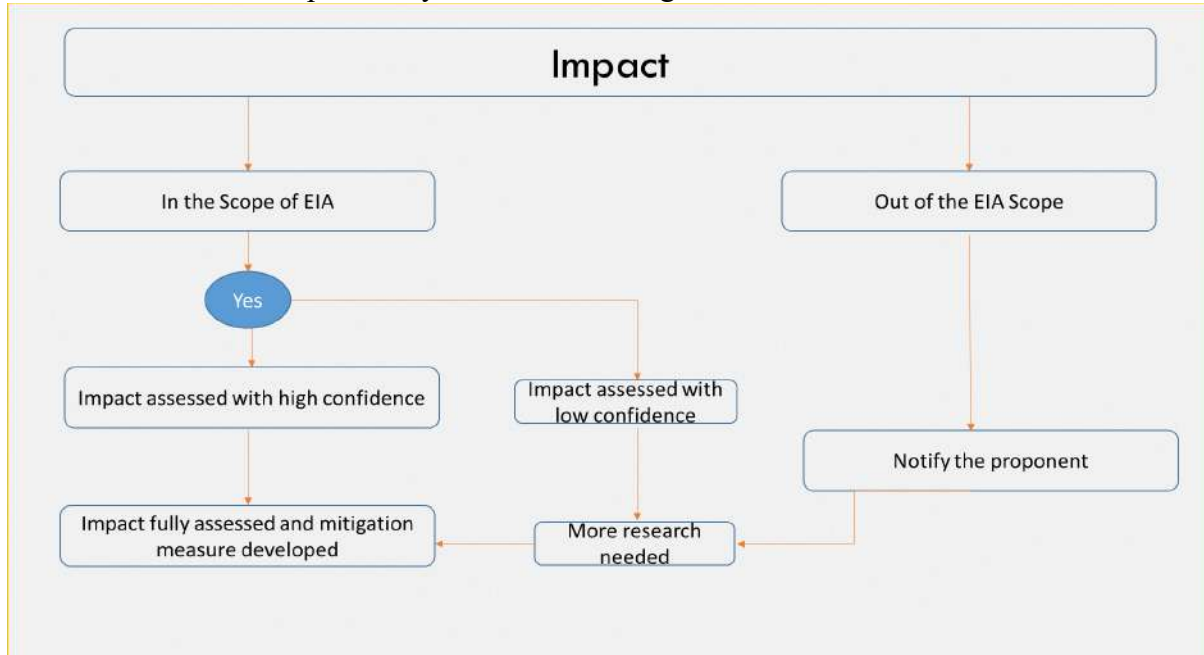 Impact
In the Scope of EIA
Out of the EIA Scope
Yes
Impact assessed with high confidence
Impact assessed with
low confidence
Notify the proponent
Impact fully assessed and mitigation
measure developed
More research
needed